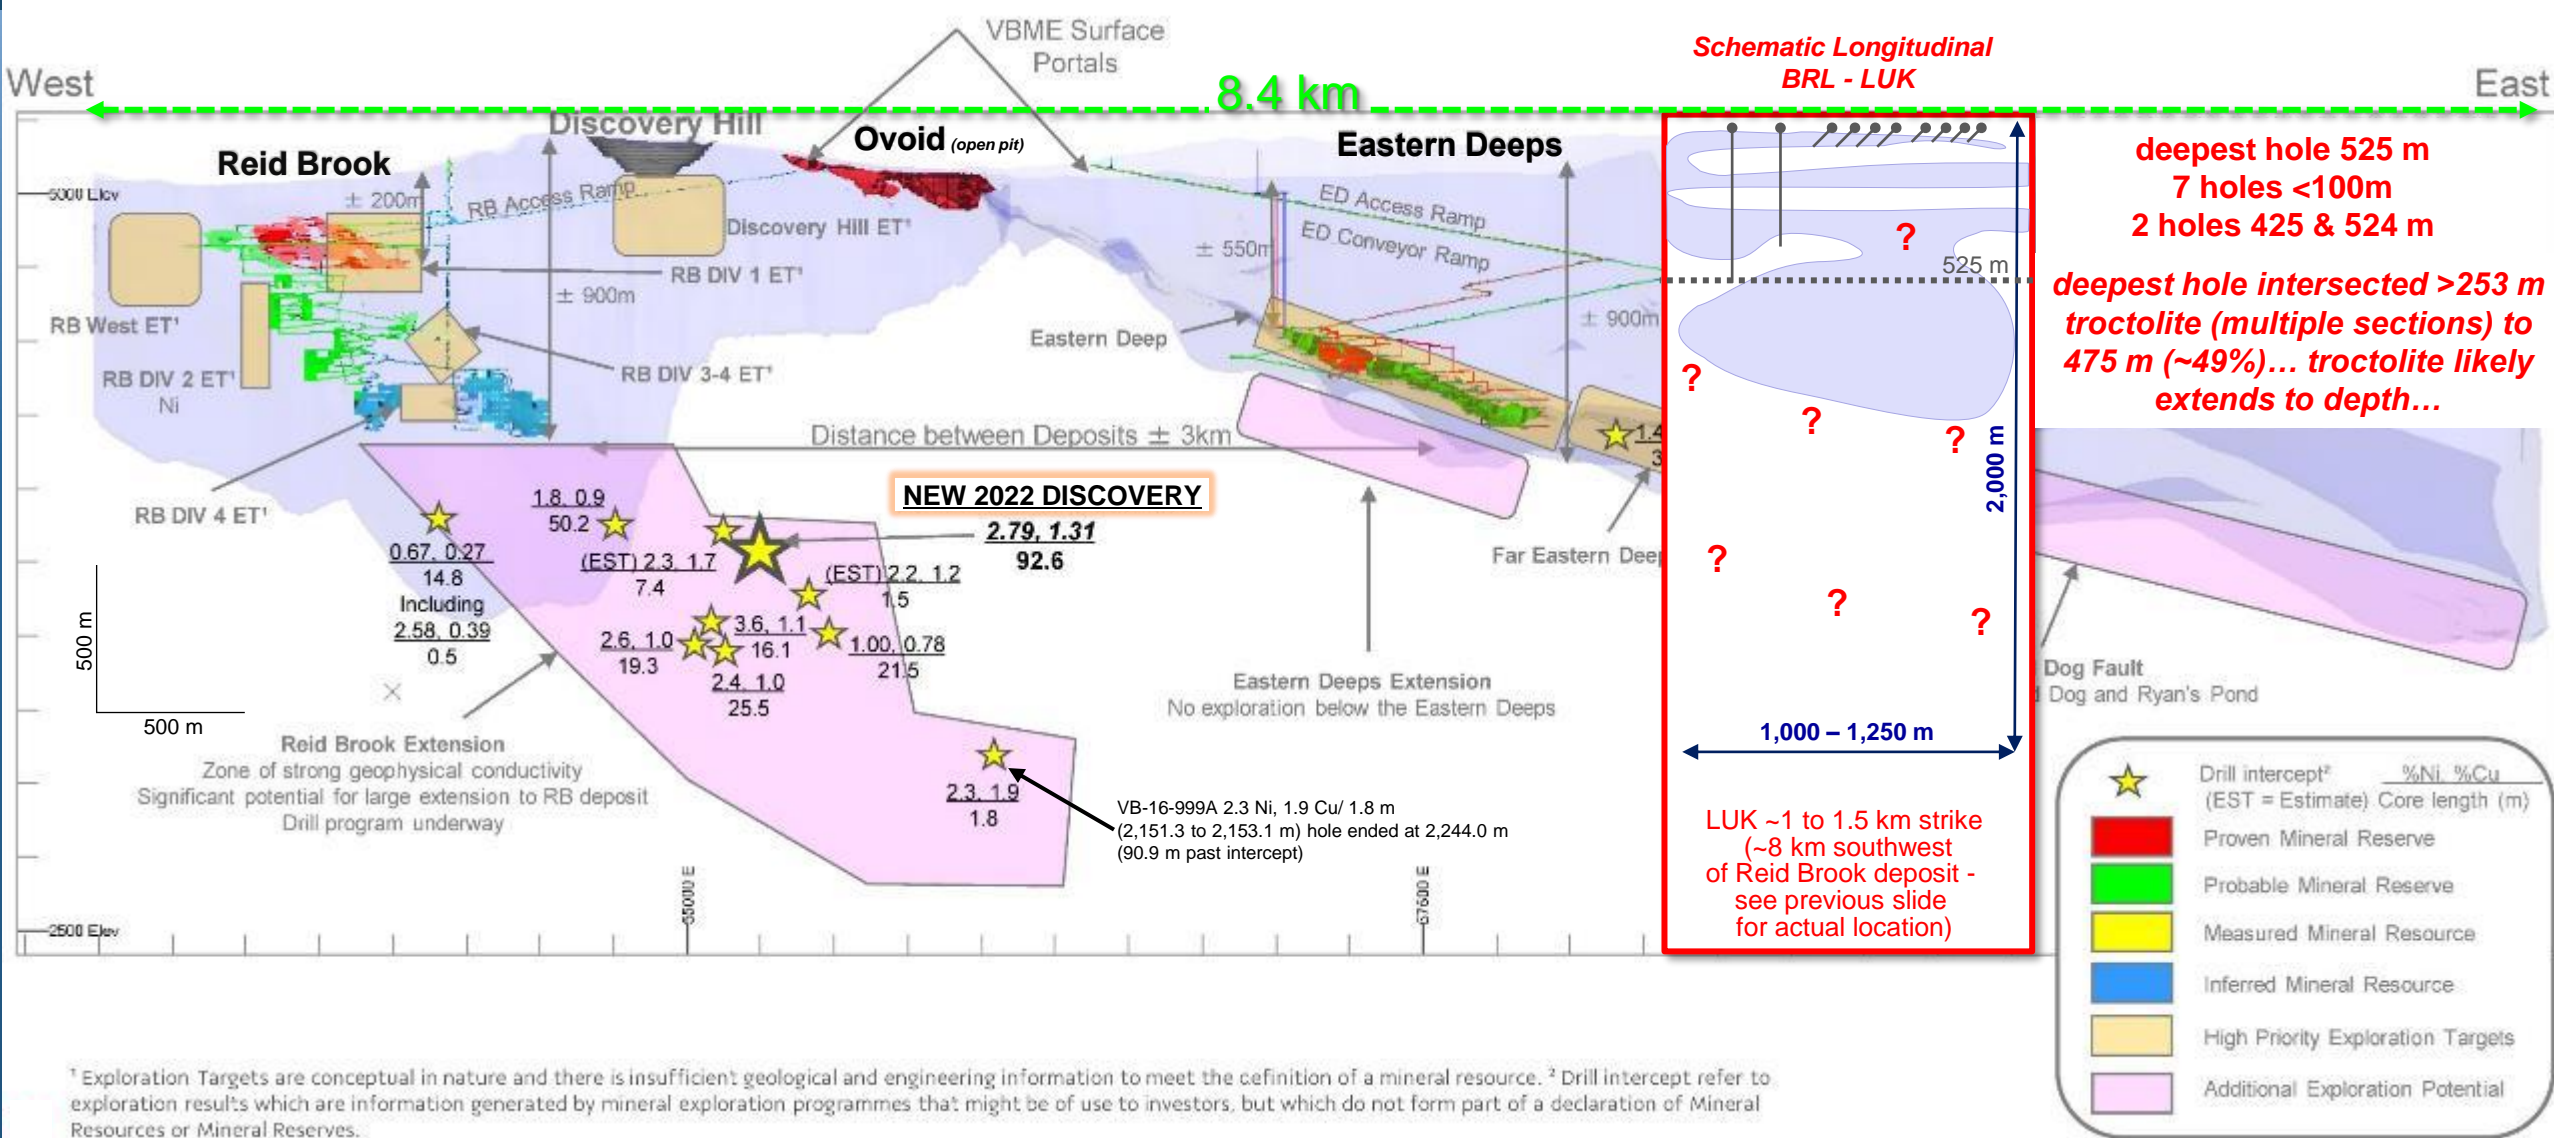 VBME Surface
Portals
Schematic Longitudinal
BRL - LUK
West
8.4 km
East
Discovery Hill
Ovoid (open pit)
Eastern Deeps
Reid Brook
5000 Elev
± 200m
RB Access Ramp
Discovery Hill ET¹
RB DIV 1 ET¹
± 900m
RB West ET¹
RB DIV 2 ET¹
Ni
RB DIV 3-4 ET¹
RB DIV 4 ET¹
ED Access Ramp
ED Conveyor Ramp
± 550m
Eastern Deep
± 900m
Distance between Deposits ± 3km
1.4
3
?
525 m
?
?
?
?
?
?
2,000 m
1,000 – 1,250 m
deepest hole 525 m
7 holes <100m
2 holes 425 & 524 m
deepest hole intersected >253 m
troctolite (multiple sections) to
475 m (~49%)… troctolite likely
extends to depth…
NEW 2022 DISCOVERY
2.79, 1.31
92.6
1.8, 0.9
50.2
0.67, 0.27
14.8
Including
2.58, 0.39
0.5
(EST) 2.3, 1.7
7.4
(EST) 2.2, 1.2
1.5
3.6, 1.1
16.1
2.6, 1.0
19.3
1.00, 0.78
21.5
2.4, 1.0
25.5
2.3, 1.9
1.8
Far Eastern Deep
500 m
500 m
Reid Brook Extension
Zone of strong geophysical conductivity
Significant potential for large extension to RB deposit
Drill program underway
Eastern Deeps Extension
No exploration below the Eastern Deeps
VB-16-999A 2.3 Ni, 1.9 Cu/ 1.8 m
(2,151.3 to 2,153.1 m) hole ended at 2,244.0 m
(90.9 m past intercept)
LUK ~1 to 1.5 km strike
(~8 km southwest
of Reid Brook deposit -
see previous slide
for actual location)
Dog Fault
Dog and Ryan's Pond
2500 Elev
Drill intercept² %Ni, %Cu
(EST = Estimate) Core length (m)
Proven Mineral Reserve
Probable Mineral Reserve
Measured Mineral Resource
Inferred Mineral Resource
High Priority Exploration Targets
Additional Exploration Potential
¹ Exploration Targets are conceptual in nature and there is insufficient geological and engineering information to meet the definition of a mineral resource. ² Drill intercept refer to
exploration results which are information generated by mineral exploration programmes that might be of use to investors, but which do not form part of a declaration of Mineral
Resources or Mineral Reserves.